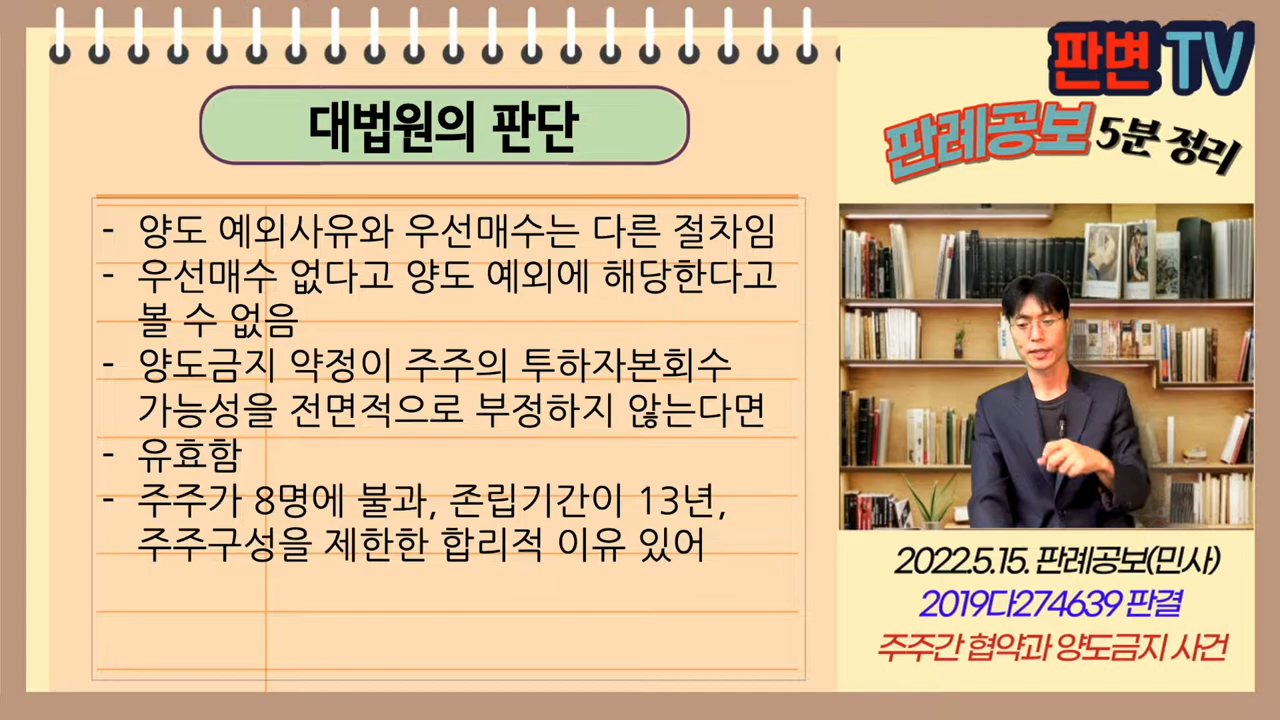 대법원의 판단
- 양도 예외사유와 우선매수는 다른 절차임
- 우선매수 없다고 양도 예외에 해당한다고
볼 수 없음
- 양도금지 약정이 주주의 투하자본회수
가능성을 전면적으로 부정하지 않는다면
- 유효함
- 주주가 8명에 불과, 존립기간이 13년,
주주구성을 제한한 합리적 이유 있어
판변 TV
판례공보 5분 정리
2022.5.15. 판례공보(민사)
2019다274639 판결
주주간 협약과 양도금지 사건